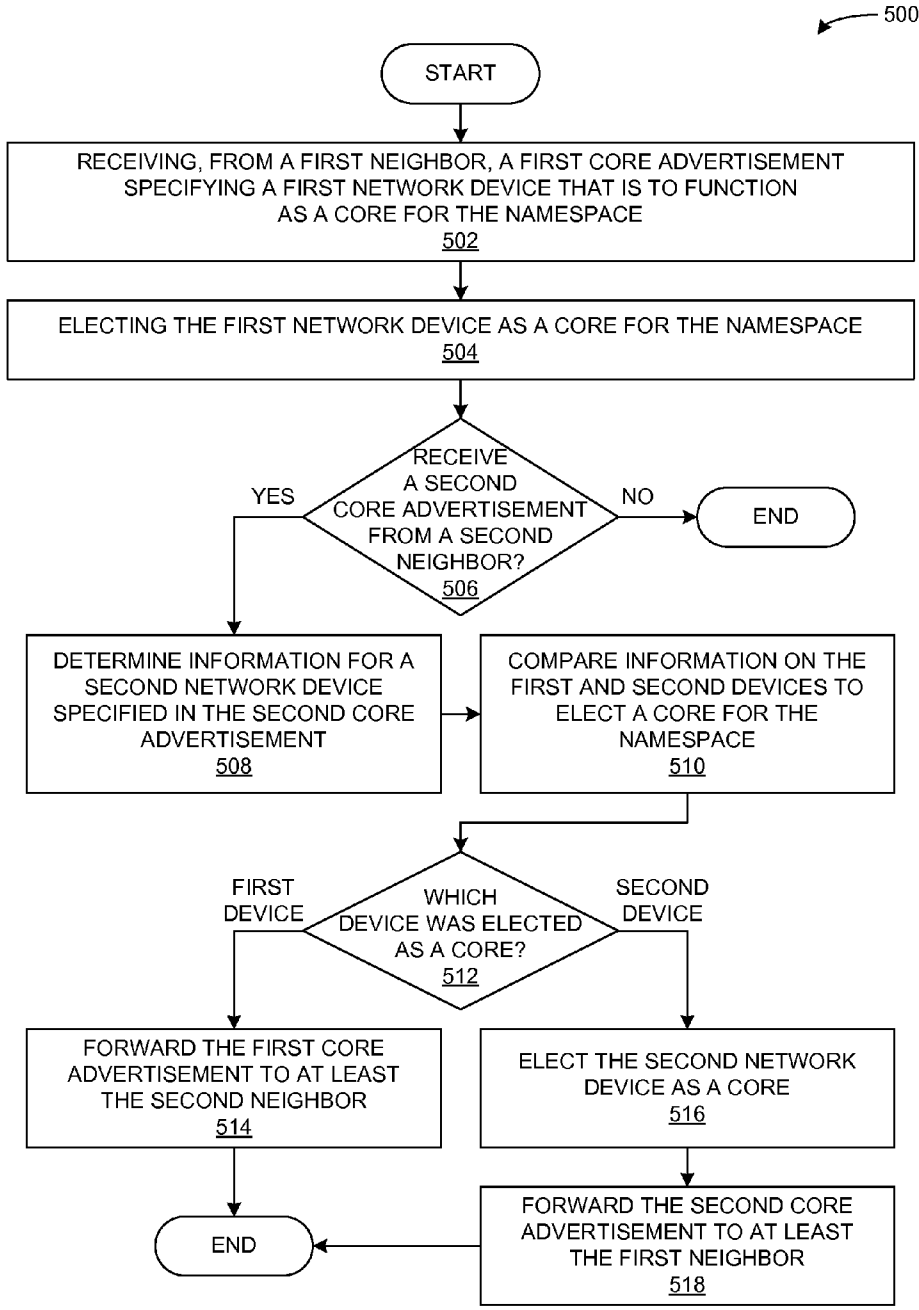 500
START
RECEIVING, FROM A FIRST NEIGHBOR, A FIRST CORE ADVERTISEMENT
SPECIFYING A FIRST NETWORK DEVICE THAT IS TO FUNCTION
AS A CORE FOR THE NAMESPACE
502
ELECTING THE FIRST NETWORK DEVICE AS A CORE FOR THE NAMESPACE
504
RECEIVE
A SECOND
CORE ADVERTISEMENT
FROM A SECOND
NEIGHBOR?
506
YES
NO
END
DETERMINE INFORMATION FOR A
SECOND NETWORK DEVICE
SPECIFIED IN THE SECOND CORE
ADVERTISEMENT
508
COMPARE INFORMATION ON THE
FIRST AND SECOND DEVICES TO
ELECT A CORE FOR THE
NAMESPACE
510
WHICH
DEVICE WAS ELECTED
AS A CORE?
512
FIRST
DEVICE
SECOND
DEVICE
FORWARD THE FIRST CORE
ADVERTISEMENT TO AT LEAST
THE SECOND NEIGHBOR
514
ELECT THE SECOND NETWORK
DEVICE AS A CORE
516
FORWARD THE SECOND CORE
ADVERTISEMENT TO AT LEAST
THE FIRST NEIGHBOR
518
END